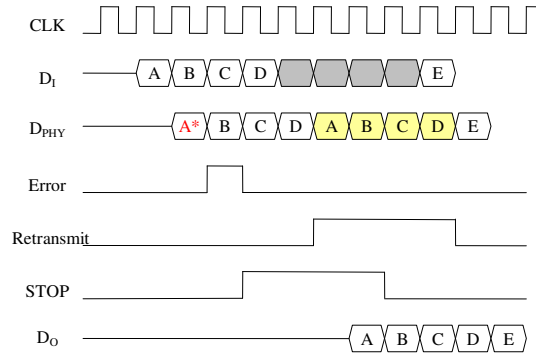 CLK
DI A B C D E
DPHY A* B C D A B C D E
Error
Retransmit
STOP
DO A B C D E